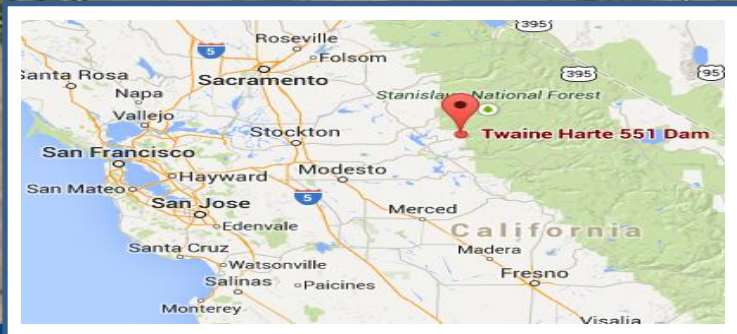 395
Roseville
5
Folsom
Santa Rosa
Sacramento
395
95
Napa
Stanislaus National Forest
Vallejo
Stockton
Twaine Harte 551 Dam
San Francisco
Hayward
Modesto
San Mateo
5
San Jose
Merced
Edenvale
California
Santa Cruz
Madera
Watsonville
Fresno
Salinas
Paicines
Monterey
Visalia